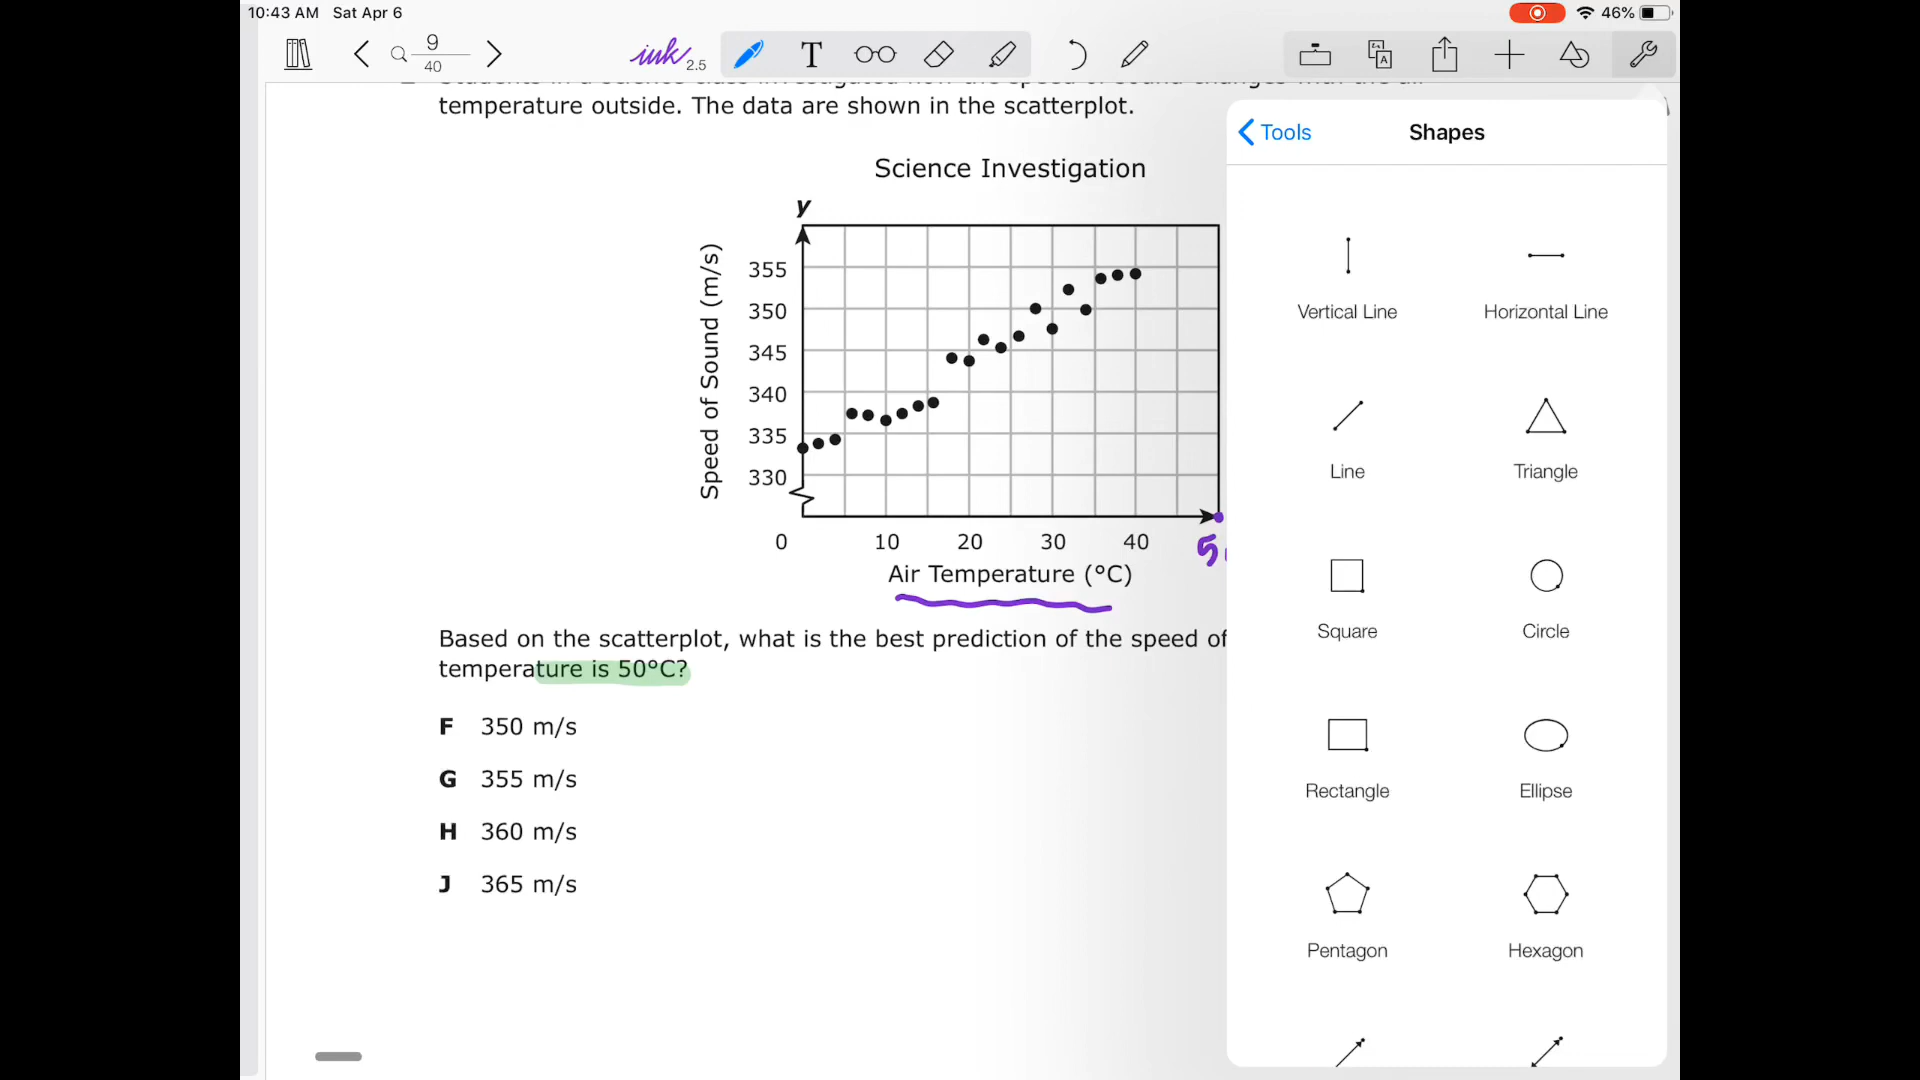 10:43 AM Sat Apr 6
46%
9
40
ink 2.5
T
A
temperature outside. The data are shown in the scatterplot.
Science Investigation
y
Speed of Sound (m/s)
355
350
345
340
335
330
0 10 20 30 40
5
Air Temperature (°C)
Based on the scatterplot, what is the best prediction of the speed of
temperature is 50°C?
F 350 m/s
G 355 m/s
H 360 m/s
J 365 m/s
Tools
Shapes
Vertical Line
Horizontal Line
Line
Triangle
Square
Circle
Rectangle
Ellipse
Pentagon
Hexagon